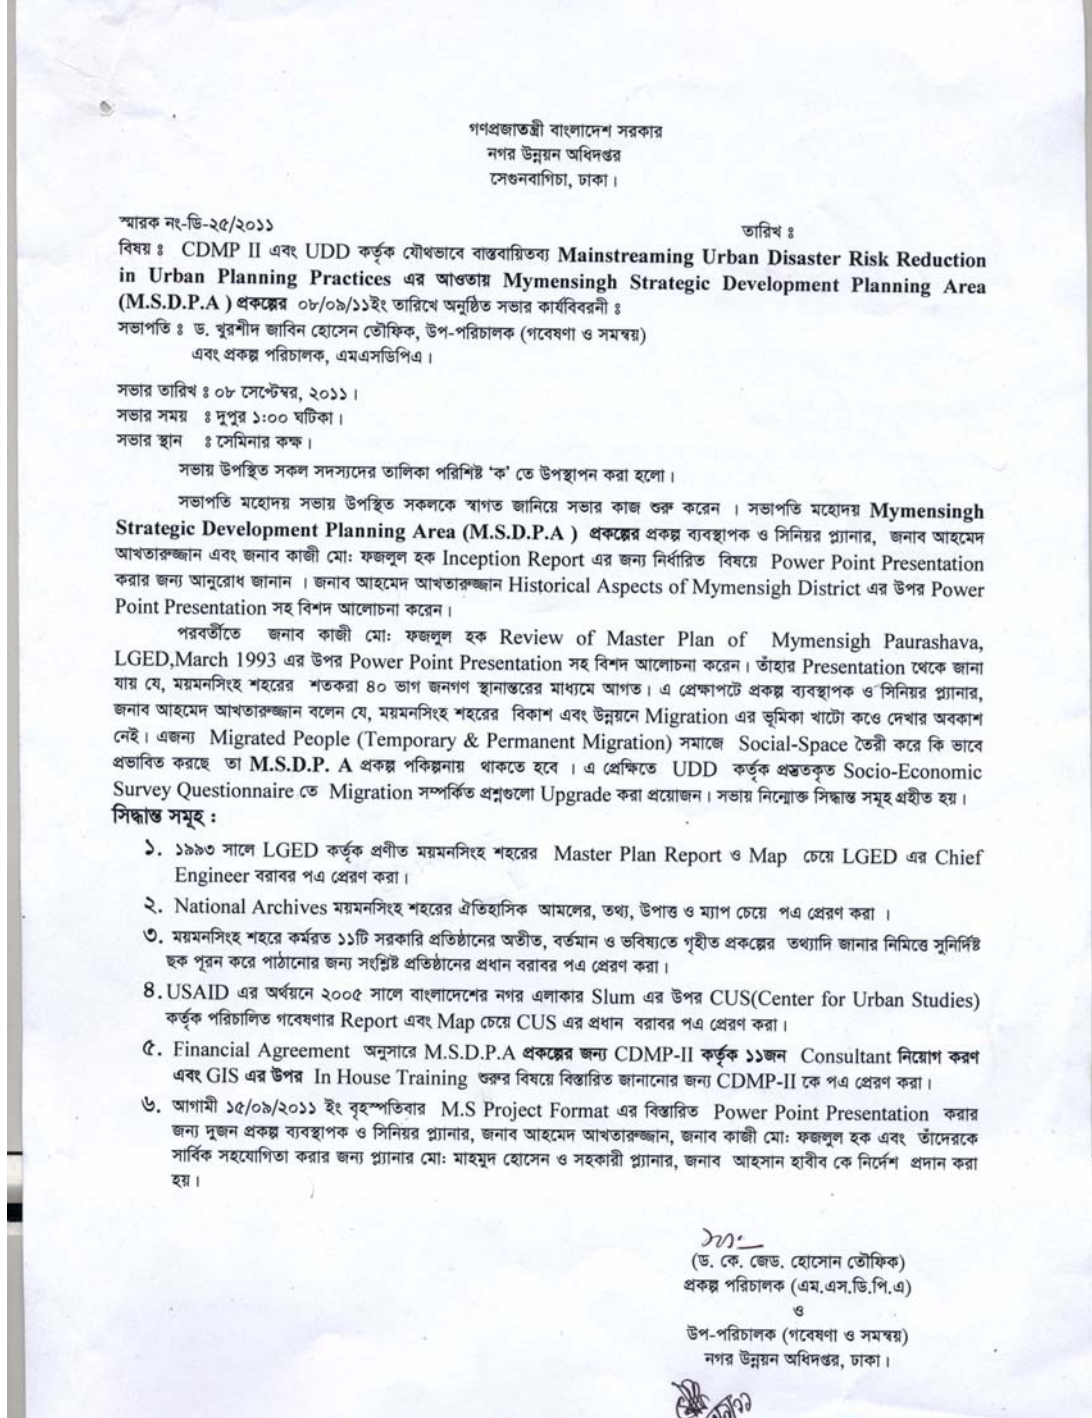 গণপ্রজাতন্ত্রী বাংলাদেশ সরকার
নগর উন্নয়ন অধিদপ্তর
সেগুনবাগিচা, ঢাকা।
স্মারক নং-ডি-২৫/২০১১ তারিখ ঃ
বিষয় ঃ CDMP II এবং UDD কর্তৃক যৌথভাবে বাস্তবায়িতব্য Mainstreaming Urban Disaster Risk Reduction
in Urban Planning Practices এর আওতায় Mymensingh Strategic Development Planning Area
(M.S.D.P.A ) প্রকল্পের ০৮/০৯/১১ইং তারিখে অনুষ্ঠিত সভার কার্যবিবরনী ঃ
সভাপতি ঃ ড. খুরশীদ জাবিন হোসেন তৌফিক, উপ-পরিচালক (গবেষণা ও সমন্বয়)
এবং প্রকল্প পরিচালক, এমএসডিপিএ।
সভার তারিখ ঃ ০৮ সেপ্টেম্বর, ২০১১।
সভার সময় ঃ দুপুর ১:০০ ঘটিকা।
সভার স্থান ঃ সেমিনার কক্ষ।
সভায় উপস্থিত সকল সদস্যদের তালিকা পরিশিষ্ট ‘ক’ তে উপস্থাপন করা হলো।
সভাপতি মহোদয় সভায় উপস্থিত সকলকে স্বাগত জানিয়ে সভার কাজ শুরু করেন । সভাপতি মহোদয় Mymensingh
Strategic Development Planning Area (M.S.D.P.A ) প্রকল্পের প্রকল্প ব্যবস্থাপক ও সিনিয়র প্ল্যানার, জনাব আহমেদ
আখতারুজ্জান এবং জনাব কাজী মো: ফজলুল হক Inception Report এর জন্য নির্ধারিত বিষয়ে Power Point Presentation
করার জন্য আনুরোধ জানান । জনাব আহমেদ আখতারুজ্জান Historical Aspects of Mymensigh District এর উপর Power
Point Presentation সহ বিশদ আলোচনা করেন।
পরবর্তীতে জনাব কাজী মো: ফজলুল হক Review of Master Plan of Mymensigh Paurashava,
LGED,March 1993 এর উপর Power Point Presentation সহ বিশদ আলোচনা করেন। তাঁহার Presentation থেকে জানা
যায় যে, ময়মনসিংহ শহরের শতকরা ৪০ ভাগ জনগণ স্থানান্তরের মাধ্যমে আগত। এ প্রেক্ষাপটে প্রকল্প ব্যবস্থাপক ও সিনিয়র প্ল্যানার,
জনাব আহমেদ আখতারুজ্জান বলেন যে, ময়মনসিংহ শহরের বিকাশ এবং উন্নয়নে Migration এর ভূমিকা খাটো কওে দেখার অবকাশ
নেই। এজন্য Migrated People (Temporary & Permanent Migration) সমাজে Social-Space তৈরী করে কি ভাবে
প্রভাবিত করছে তা M.S.D.P. A প্রকল্প পকিল্পনায় থাকতে হবে । এ প্রেক্ষিতে UDD কর্তৃক প্রস্তুতকৃত Socio-Economic
Survey Questionnaire তে Migration সম্পর্কিত প্রশ্নগুলো Upgrade করা প্রয়োজন। সভায় নিন্মোক্ত সিদ্ধান্ত সমূহ গ্রহীত হয়।
সিদ্ধান্ত সমূহ :
১. ১৯৯৩ সালে LGED কর্তৃক প্রণীত ময়মনসিংহ শহরের Master Plan Report ও Map চেয়ে LGED এর Chief
Engineer বরাবর পএ প্রেরণ করা।
২. National Archives ময়মনসিংহ শহরের ঐতিহাসিক আমলের, তথ্য, উপাত্ত ও ম্যাপ চেয়ে পএ প্রেরণ করা ।
৩. ময়মনসিংহ শহরে কর্মরত ১১টি সরকারি প্রতিষ্ঠানের অতীত, বর্তমান ও ভবিষ্যতে গৃহীত প্রকল্পের তথ্যাদি জানার নিমিত্তে সুনির্দিষ্ট
ছক পূরন করে পাঠানোর জন্য সংশ্লিষ্ট প্রতিষ্ঠানের প্রধান বরাবর পএ প্রেরণ করা।
৪. USAID এর অর্থয়নে ২০০৫ সালে বাংলাদেশের নগর এলাকার Slum এর উপর CUS(Center for Urban Studies)
কর্তৃক পরিচালিত গবেষণার Report এবং Map চেয়ে CUS এর প্রধান বরাবর পএ প্রেরণ করা।
৫. Financial Agreement অনুসারে M.S.D.P.A প্রকল্পের জন্য CDMP-II কর্তৃক ১১জন Consultant নিয়োগ করণ
এবং GIS এর উপর In House Training শুরুর বিষয়ে বিস্তারিত জানানোর জন্য CDMP-II কে পএ প্রেরণ করা।
৬. আগামী ১৫/০৯/২০১১ ইং বৃহস্পতিবার M.S Project Format এর বিস্তারিত Power Point Presentation করার
জন্য দুজন প্রকল্প ব্যবস্থাপক ও সিনিয়র প্ল্যানার, জনাব আহমেদ আখতারুজ্জান, জনাব কাজী মো: ফজলুল হক এবং তাঁদেরকে
সার্বিক সহযোগিতা করার জন্য প্ল্যানার মো: মাহমুদ হোসেন ও সহকারী প্ল্যানার, জনাব আহসান হাবীব কে নির্দেশ প্রদান করা
হয়।
(ড. কে. জেড. হোসেন তৌফিক)
প্রকল্প পরিচালক (এম.এস.ডি.পি.এ)
ও
উপ-পরিচালক (গবেষণা ও সমন্বয়)
নগর উন্নয়ন অধিদপ্তর, ঢাকা।